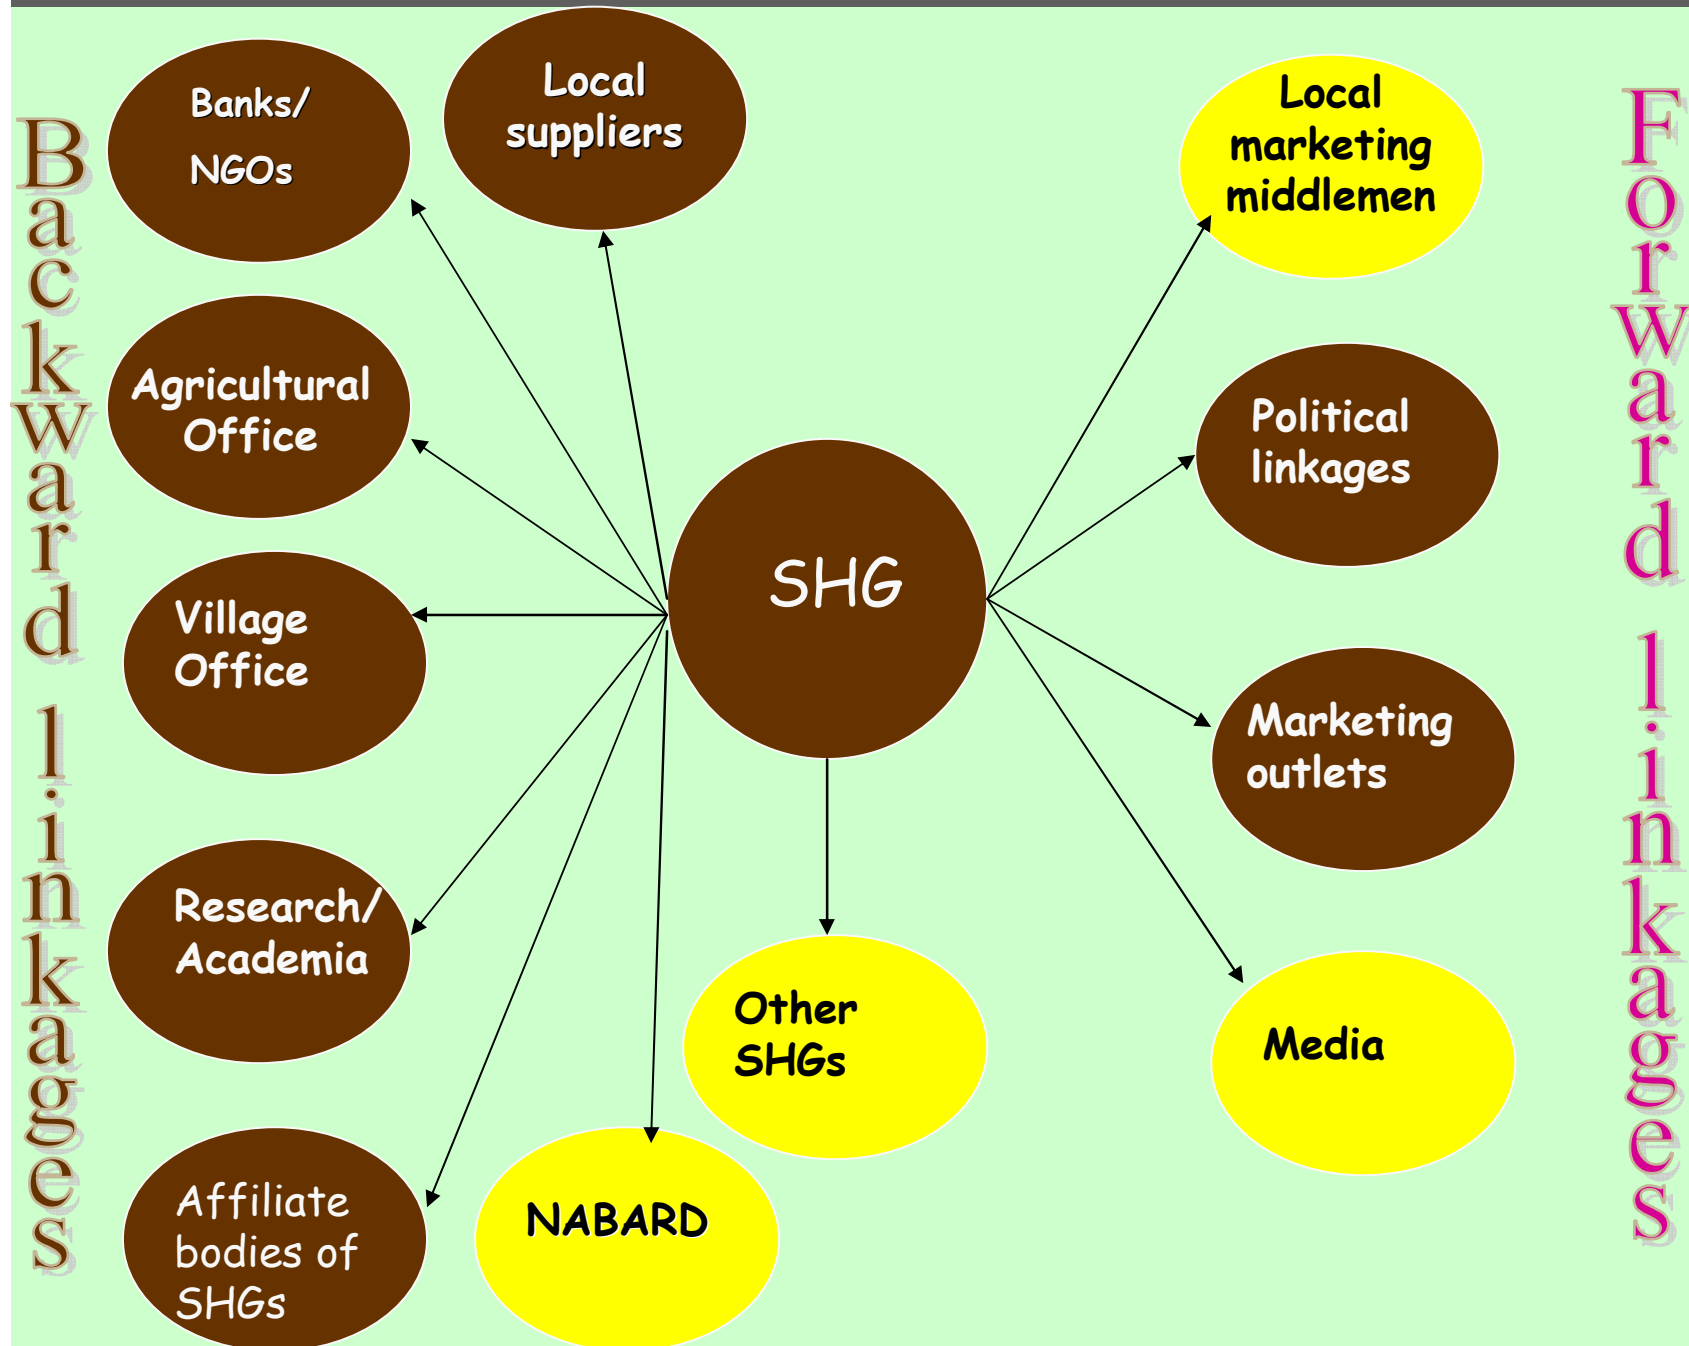 Backward linkages
Banks/
NGOs
Local
suppliers
Agricultural
Office
Village
Office
Research/
Academia
Affiliate
bodies of
SHGs
NABARD
SHG
Other
SHGs
Local
marketing
middlemen
Political
linkages
Marketing
outlets
Media
Forward linkages